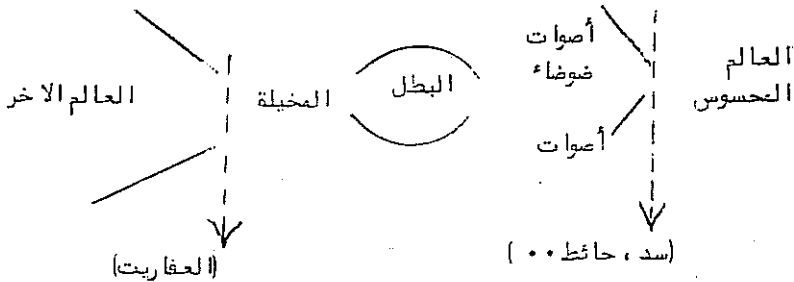 العالم
المحسوس
أصوات
ضوضاء
أصوات
(سد ، حائط ٠٠ )
البطل
المخيلة
العالم الاخر
(العفاريت)